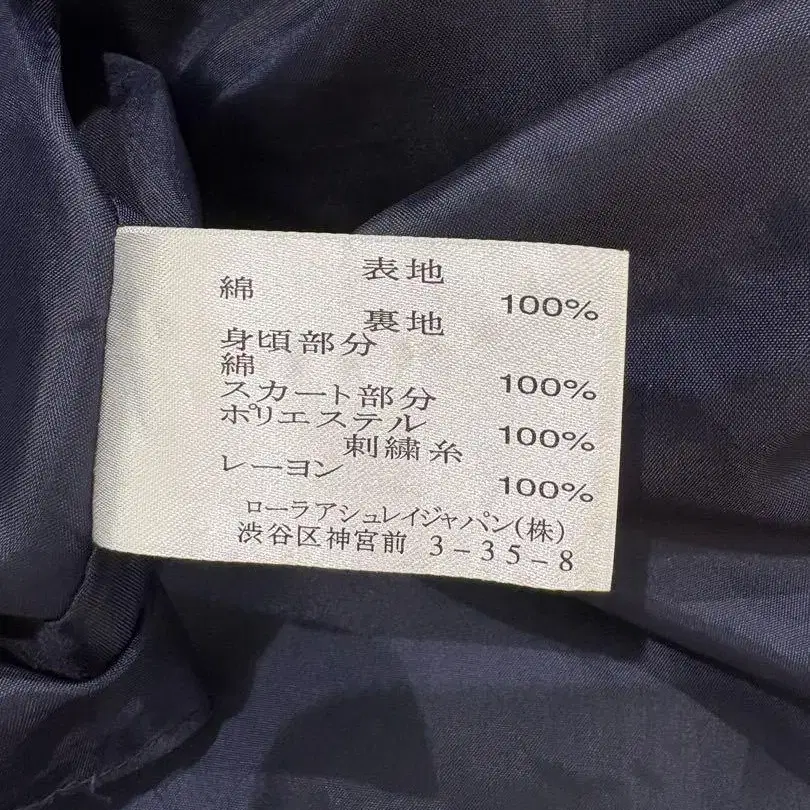 表地
綿 100%
裏地
身頃部分
綿 100%
スカート部分
ポリエステル 100%
刺繍糸
レーヨン 100%
ローラアシュレイジャパン(株)
渋谷区神宮前 3-35-8